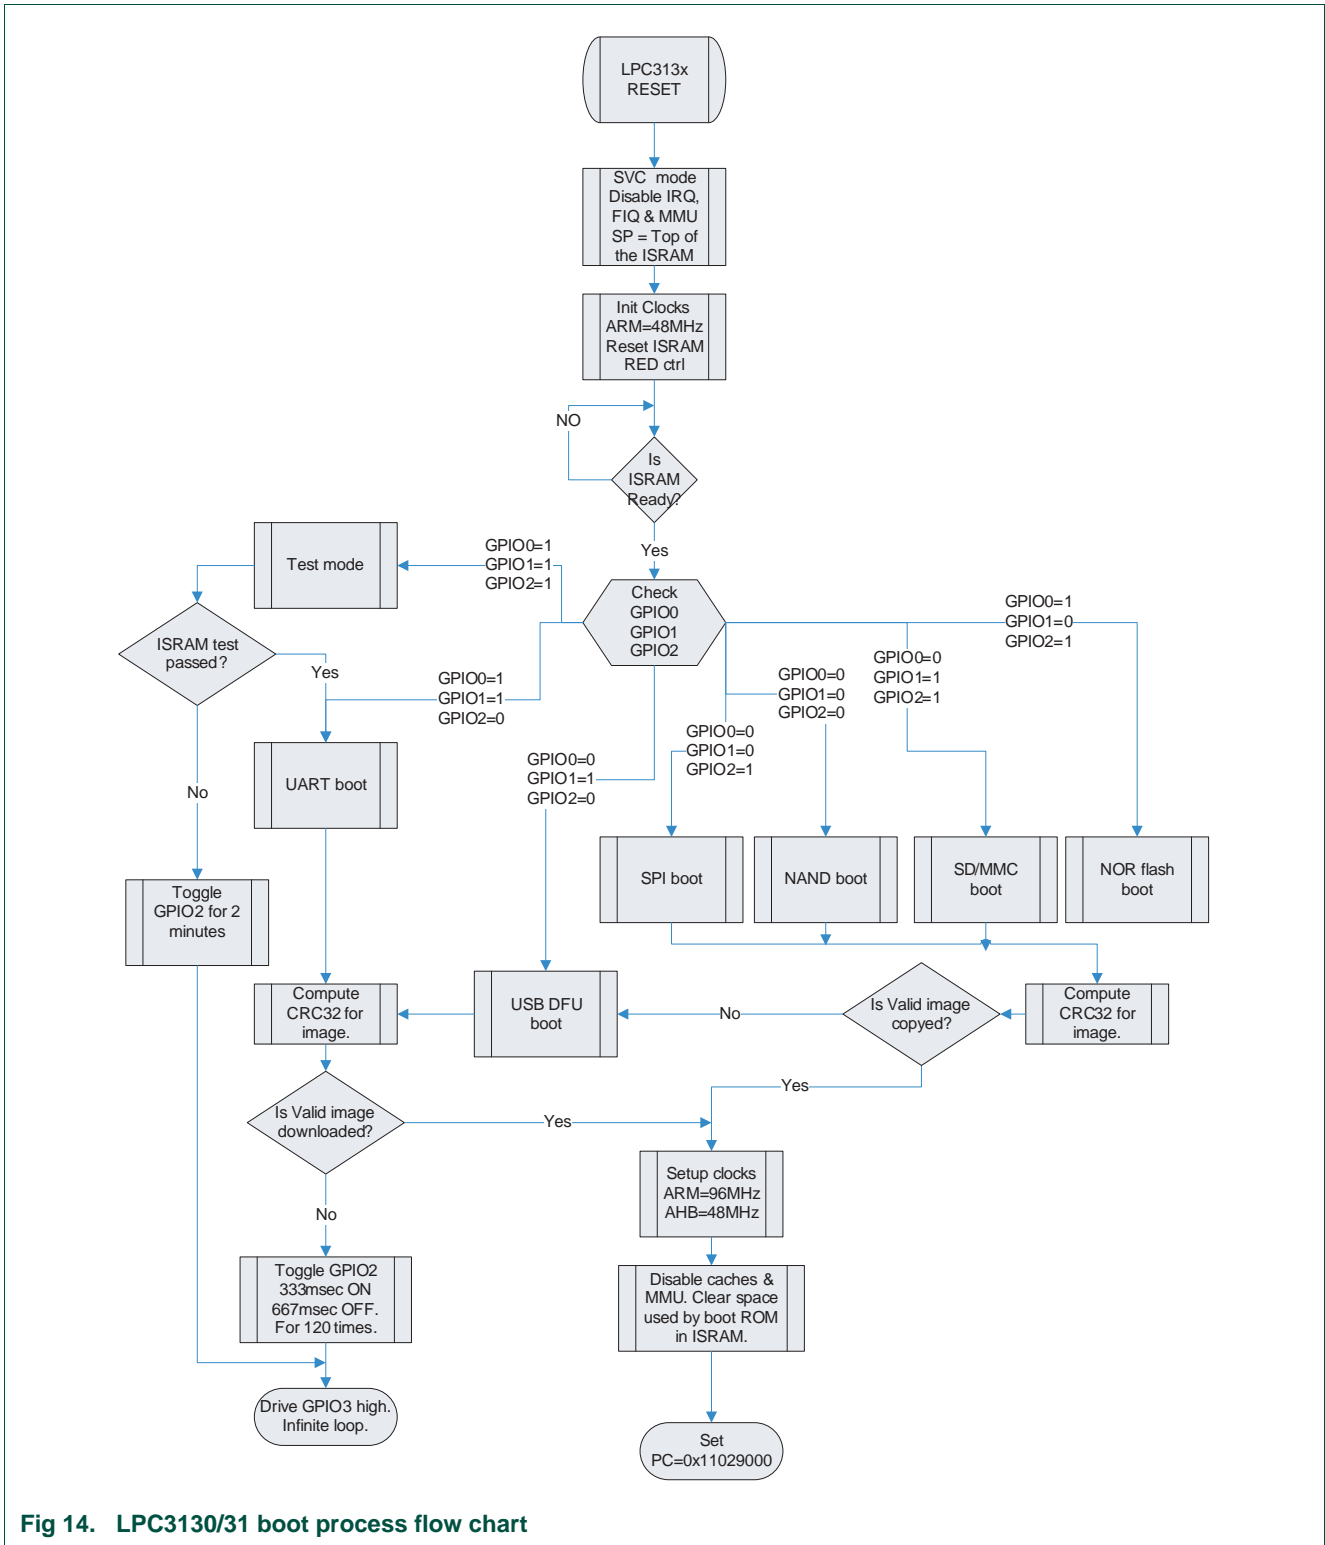 LPC313x
RESET
SVC mode
Disable IRQ,
FIQ & MMU
SP = Top of
the ISRAM
Init Clocks
ARM=48MHz
Reset ISRAM
RED ctrl
NO
Is
ISRAM
Ready?
Yes
GPIO0=1
GPIO1=1
GPIO2=1
Test mode
Check
GPIO0
GPIO1
GPIO2
GPIO0=1
GPIO1=0
GPIO2=1
ISRAM test
passed?
Yes
GPIO0=1
GPIO1=1
GPIO2=0
GPIO0=0
GPIO1=0
GPIO2=0
GPIO0=0
GPIO1=1
GPIO2=1
GPIO0=0
GPIO1=0
GPIO2=1
GPIO0=0
GPIO1=1
GPIO2=0
No
UART boot
SPI boot
NAND boot
SD/MMC
boot
NOR flash
boot
Toggle
GPIO2 for 2
minutes
Compute
CRC32 for
image.
USB DFU
boot
No
Is Valid image
copyed?
Compute
CRC32 for
image.
Yes
Is Valid image
downloaded?
Yes
Setup clocks
ARM=96MHz
AHB=48MHz
No
Toggle GPIO2
333msec ON
667msec OFF.
For 120 times.
Disable caches &
MMU. Clear space
used by boot ROM
in ISRAM.
Drive GPIO3 high.
Infinite loop.
Set
PC=0x11029000
Fig 14. LPC3130/31 boot process flow chart